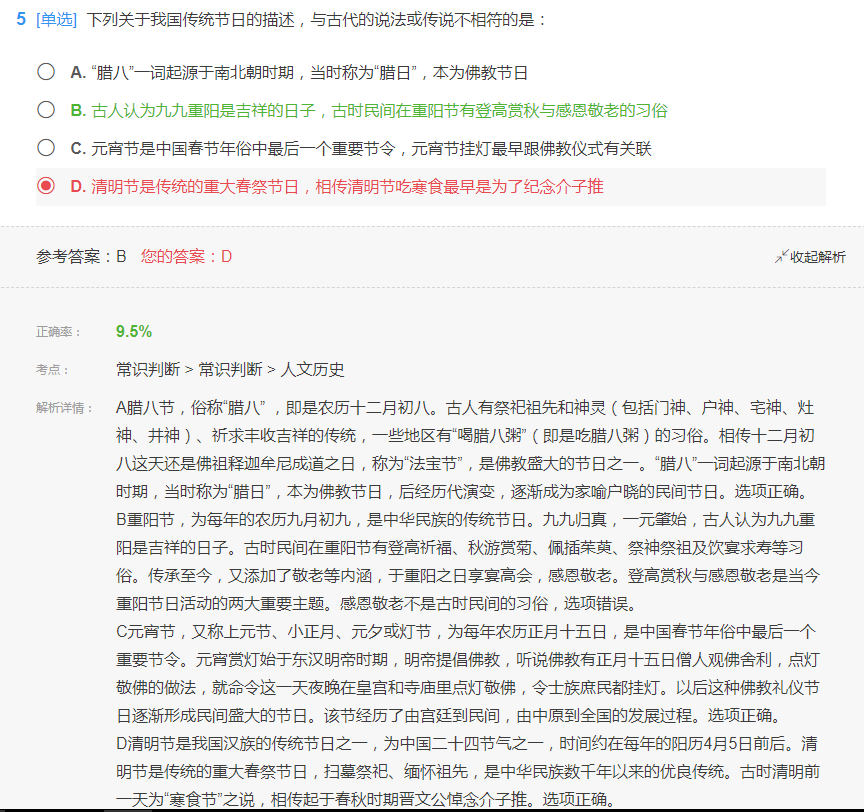 5 [单选] 下列关于我国传统节日的描述，与古代的说法或传说不相符的是：
A. “腊八”一词起源于南北朝时期，当时称为“腊日”，本为佛教节日
B. 古人认为九九重阳是吉祥的日子，古时民间在重阳节有登高赏秋与感恩敬老的习俗
C. 元宵节是中国春节年俗中最后一个重要节令，元宵节挂灯最早跟佛教仪式有关联
D. 清明节是传统的重大春祭节日，相传清明节吃寒食最早是为了纪念介子推
参考答案：B 您的答案：D 收起解析
正确率： 9.5%
考点： 常识判断 > 常识判断 > 人文历史
解析详情： A腊八节，俗称“腊八” ，即是农历十二月初八。古人有祭祀祖先和神灵（包括门神、户神、宅神、灶
神、井神）、祈求丰收吉祥的传统，一些地区有“喝腊八粥”（即是吃腊八粥）的习俗。相传十二月初
八这天还是佛祖释迦牟尼成道之日，称为“法宝节”，是佛教盛大的节日之一。“腊八”一词起源于南北朝
时期，当时称为“腊日”，本为佛教节日，后经历代演变，逐渐成为家喻户晓的民间节日。选项正确。
B重阳节，为每年的农历九月初九，是中华民族的传统节日。九九归真，一元肇始，古人认为九九重
阳是吉祥的日子。古时民间在重阳节有登高祈福、秋游赏菊、佩插茱萸、祭神祭祖及饮宴求寿等习
俗。传承至今，又添加了敬老等内涵，于重阳之日享宴高会，感恩敬老。登高赏秋与感恩敬老是当今
重阳节日活动的两大重要主题。感恩敬老不是古时民间的习俗，选项错误。
C元宵节，又称上元节、小正月、元夕或灯节，为每年农历正月十五日，是中国春节年俗中最后一个
重要节令。元宵赏灯始于东汉明帝时期，明帝提倡佛教，听说佛教有正月十五日僧人观佛舍利，点灯
敬佛的做法，就命令这一天夜晚在皇宫和寺庙里点灯敬佛，令士族庶民都挂灯。以后这种佛教礼仪节
日逐渐形成民间盛大的节日。该节经历了由宫廷到民间，由中原到全国的发展过程。选项正确。
D清明节是我国汉族的传统节日之一，为中国二十四节气之一，时间约在每年的阳历4月5日前后。清
明节是传统的重大春祭节日，扫墓祭祀、缅怀祖先，是中华民族数千年以来的优良传统。古时清明前
一天为“寒食节”之说，相传起于春秋时期晋文公悼念介子推。选项正确。